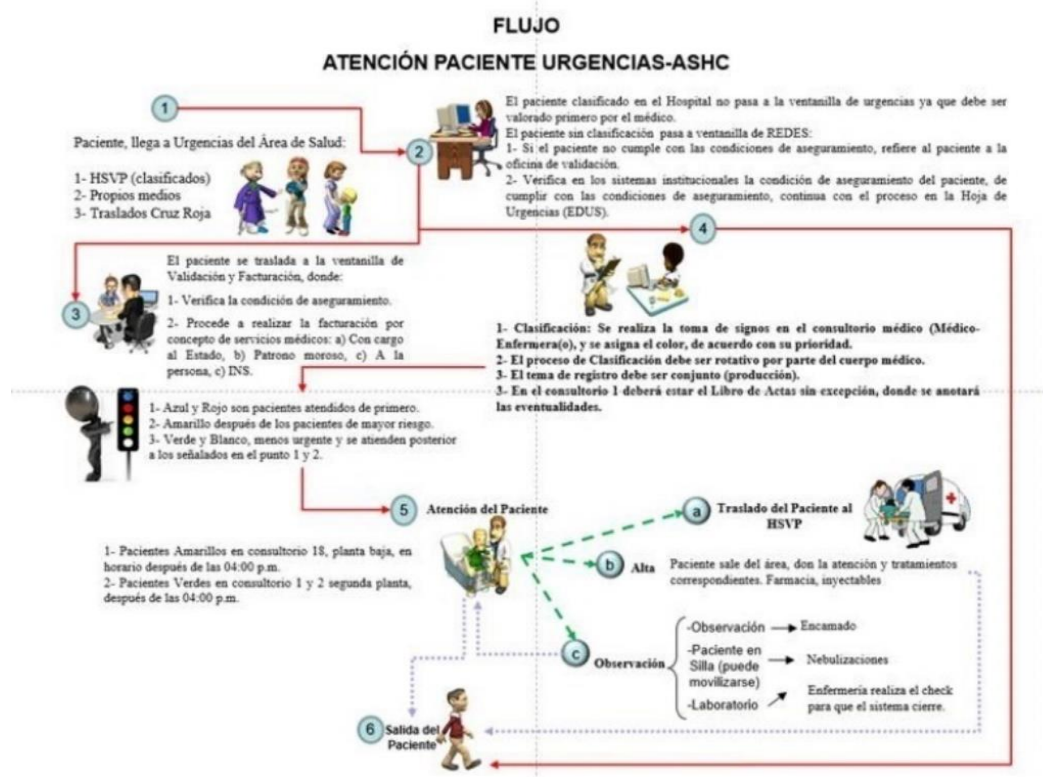 FLUJO
ATENCIÓN PACIENTE URGENCIAS-ASHC
1
Paciente, llega a Urgencias del Área de Salud:
1- HSVP (clasificados)
2- Propios medios
3- Traslados Cruz Roja
2
El paciente clasificado en el Hospital no pasa a la ventanilla de urgencias ya que debe ser
valorado primero por el médico.
El paciente sin clasificación pasa a ventanilla de REDES:
1- Si el paciente no cumple con las condiciones de aseguramiento, refiere al paciente a la
oficina de validación.
2- Verifica en los sistemas institucionales la condición de aseguramiento del paciente, de
cumplir con las condiciones de aseguramiento, continua con el proceso en la Hoja de
Urgencias (EDUS).
3
El paciente se traslada a la ventanilla de
Validación y Facturación, donde:
1- Verifica la condición de aseguramiento.
2- Procede a realizar la facturación por
concepto de servicios médicos: a) Con cargo
al Estado, b) Patrono moroso, c) A la
persona, c) INS.
4
1- Clasificación: Se realiza la toma de signos en el consultorio médico (Médico-
Enfermera(o), y se asigna el color, de acuerdo con su prioridad.
2- El proceso de Clasificación debe ser rotativo por parte del cuerpo médico.
3- El tema de registro debe ser conjunto (producción).
3- En el consultorio 1 deberá estar el Libro de Actas sin excepción, donde se anotará
las eventualidades.
1- Azul y Rojo son pacientes atendidos de primero.
2- Amarillo después de los pacientes de mayor riesgo.
3- Verde y Blanco, menos urgente y se atienden posterior
a los señalados en el punto 1 y 2.
5
Atención del Paciente
1- Pacientes Amarillos en consultorio 18, planta baja, en
horario después de las 04:00 p.m.
2- Pacientes Verdes en consultorio 1 y 2 segunda planta,
después de las 04:00 p.m.
a
Traslado del Paciente al
HSVP
b
Alta
Paciente sale del área, don la atención y tratamientos
correspondientes. Farmacia, inyectables
c
Observación
-Observación
Encamado
-Paciente en
Silla (puede
movilizarse)
Nebulizaciones
-Laboratorio
Enfermería realiza el check
para que el sistema cierre.
6
Salida del
Paciente